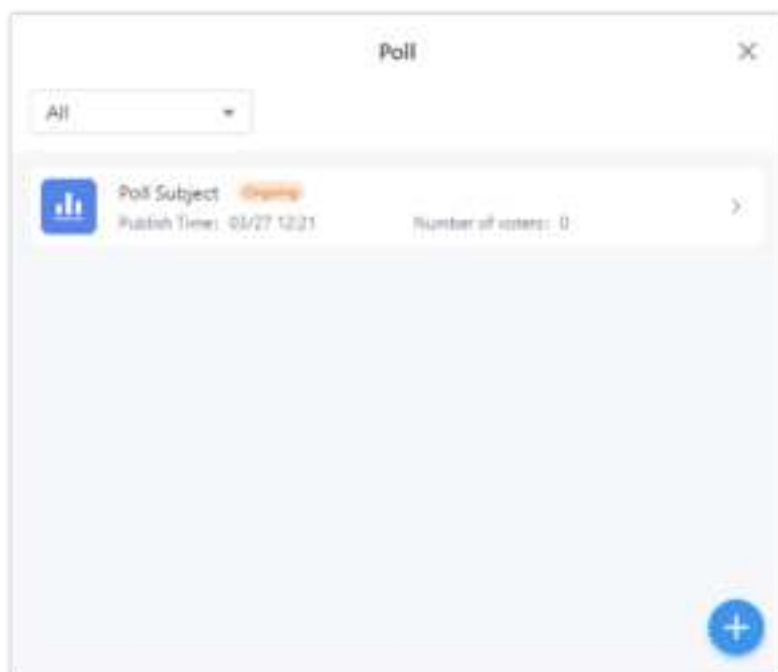 Poll
All
Poll Subject Ongoing
Publish Time: 03/27 12:21 Number of voters: 0